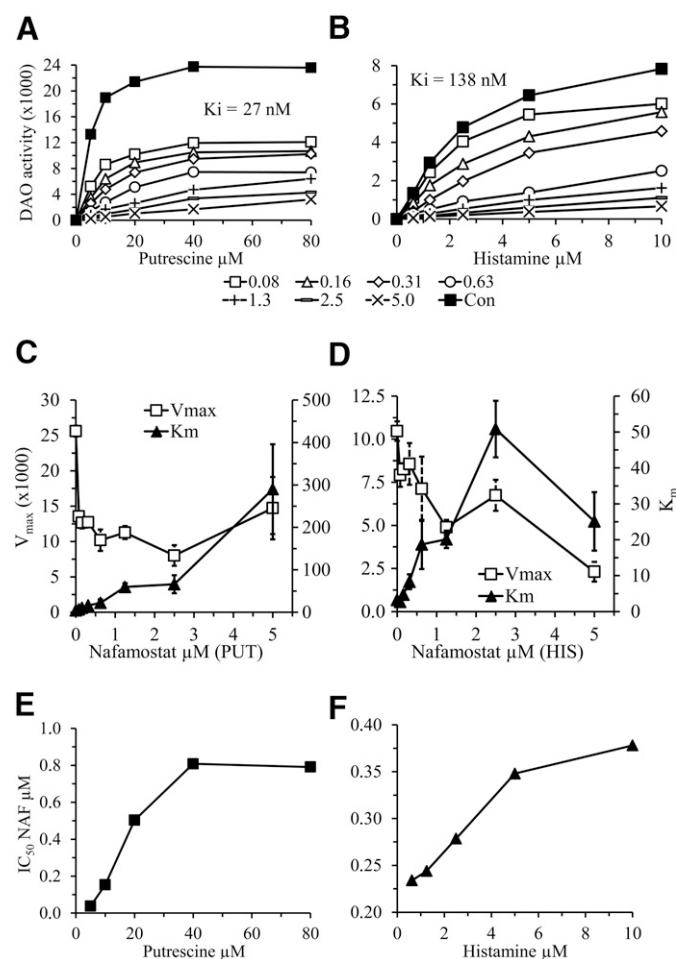 A
B
24
20
16
12
8
4
0
DAO activity (x1000)
Ki = 27 nM
0 20 40 60 80
Putrescine µM
8
6
4
2
0
Ki = 138 nM
0 2 4 6 8 10
Histamine µM
0.08 0.16 0.31 0.63
1.3 2.5 5.0 Con
C
D
30
25
20
15
10
5
0
Vmax (x1000)
Vmax
Km
500
400
300
200
100
0
0 1 2 3 4 5
Nafamostat µM (PUT)
12.5
10.0
7.5
5.0
2.5
0.0
60
50
40
30
20
10
0
Km
Vmax
Km
0 1 2 3 4 5
Nafamostat µM (HIS)
E
F
1.0
0.8
0.6
0.4
0.2
0.0
IC50 NAF µM
0 20 40 60 80
Putrescine µM
0.40
0.35
0.30
0.25
0.20
0 2 4 6 8 10
Histamine µM